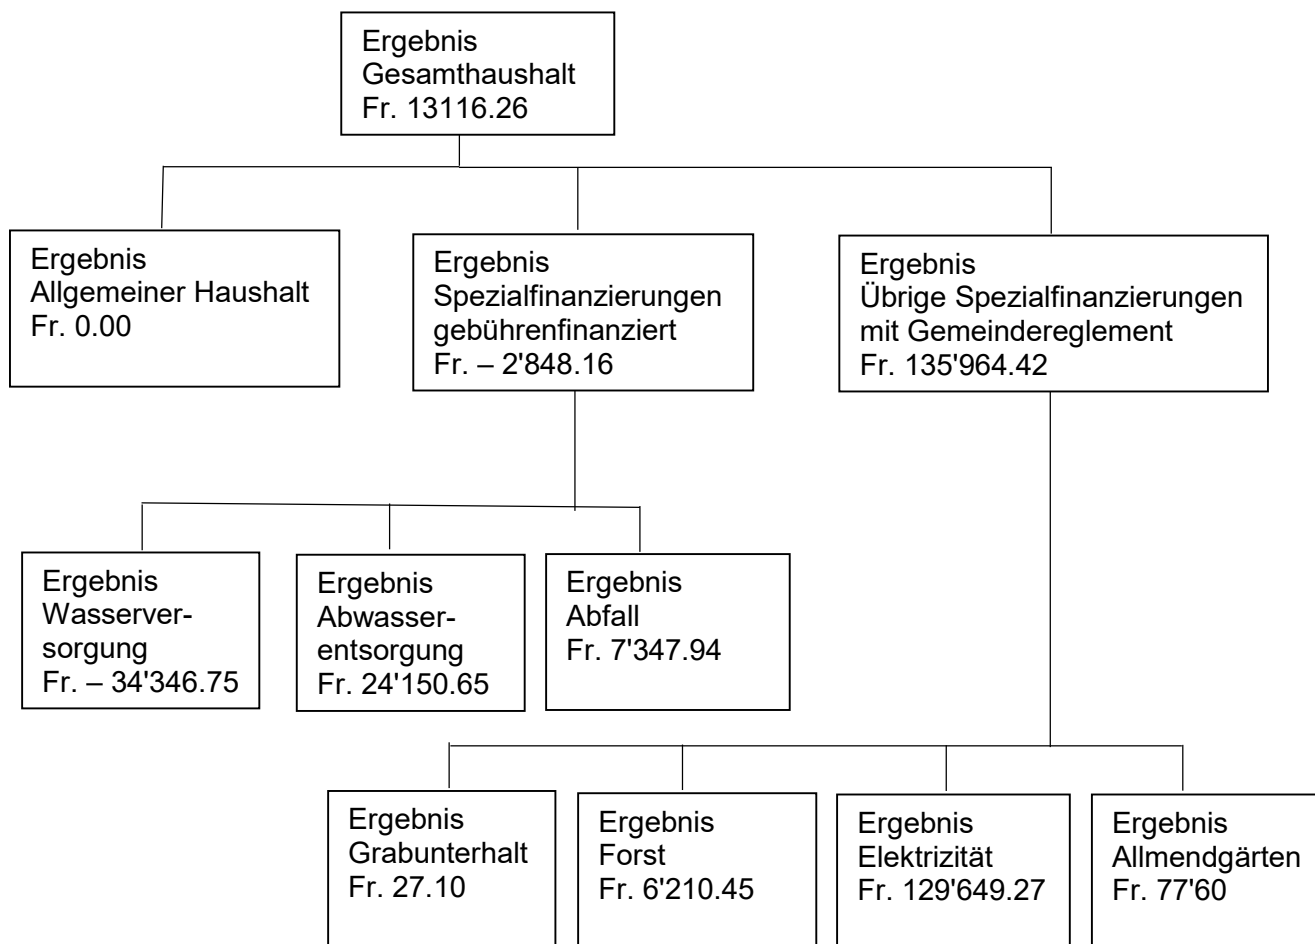 Ergebnis
Gesamthaushalt
Fr. 13116.26
Ergebnis
Allgemeiner Haushalt
Fr. 0.00
Ergebnis
Spezialfinanzierungen
gebührenfinanziert
Fr. – 2'848.16
Ergebnis
Übrige Spezialfinanzierungen
mit Gemeindereglement
Fr. 135'964.42
Ergebnis
Wasserver-
sorgung
Fr. – 34'346.75
Ergebnis
Abwasser-
entsorgung
Fr. 24'150.65
Ergebnis
Abfall
Fr. 7'347.94
Ergebnis
Grabunterhalt
Fr. 27.10
Ergebnis
Forst
Fr. 6'210.45
Ergebnis
Elektrizität
Fr. 129'649.27
Ergebnis
Allmendgärten
Fr. 77'60